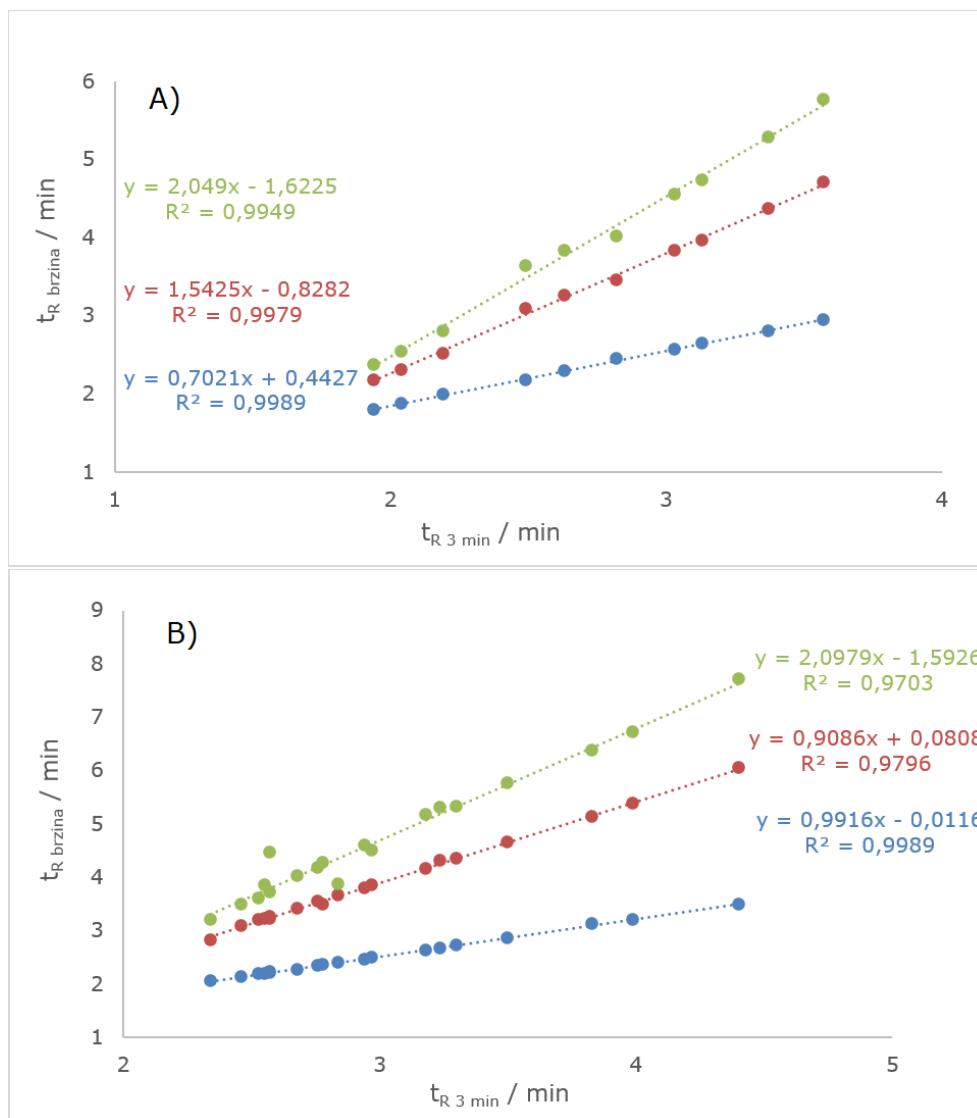 A)
6
5
4
3
2
1
t_R brzina / min
y = 2,049x - 1,6225
R² = 0,9949
y = 1,5425x - 0,8282
R² = 0,9979
y = 0,7021x + 0,4427
R² = 0,9989
1 2 3 4
t_R 3 min / min
B)
9
8
7
6
5
4
3
2
1
t_R brzina / min
y = 2,0979x - 1,5926
R² = 0,9703
y = 0,9086x + 0,0808
R² = 0,9796
y = 0,9916x - 0,0116
R² = 0,9989
2 3 4 5
t_R 3 min / min